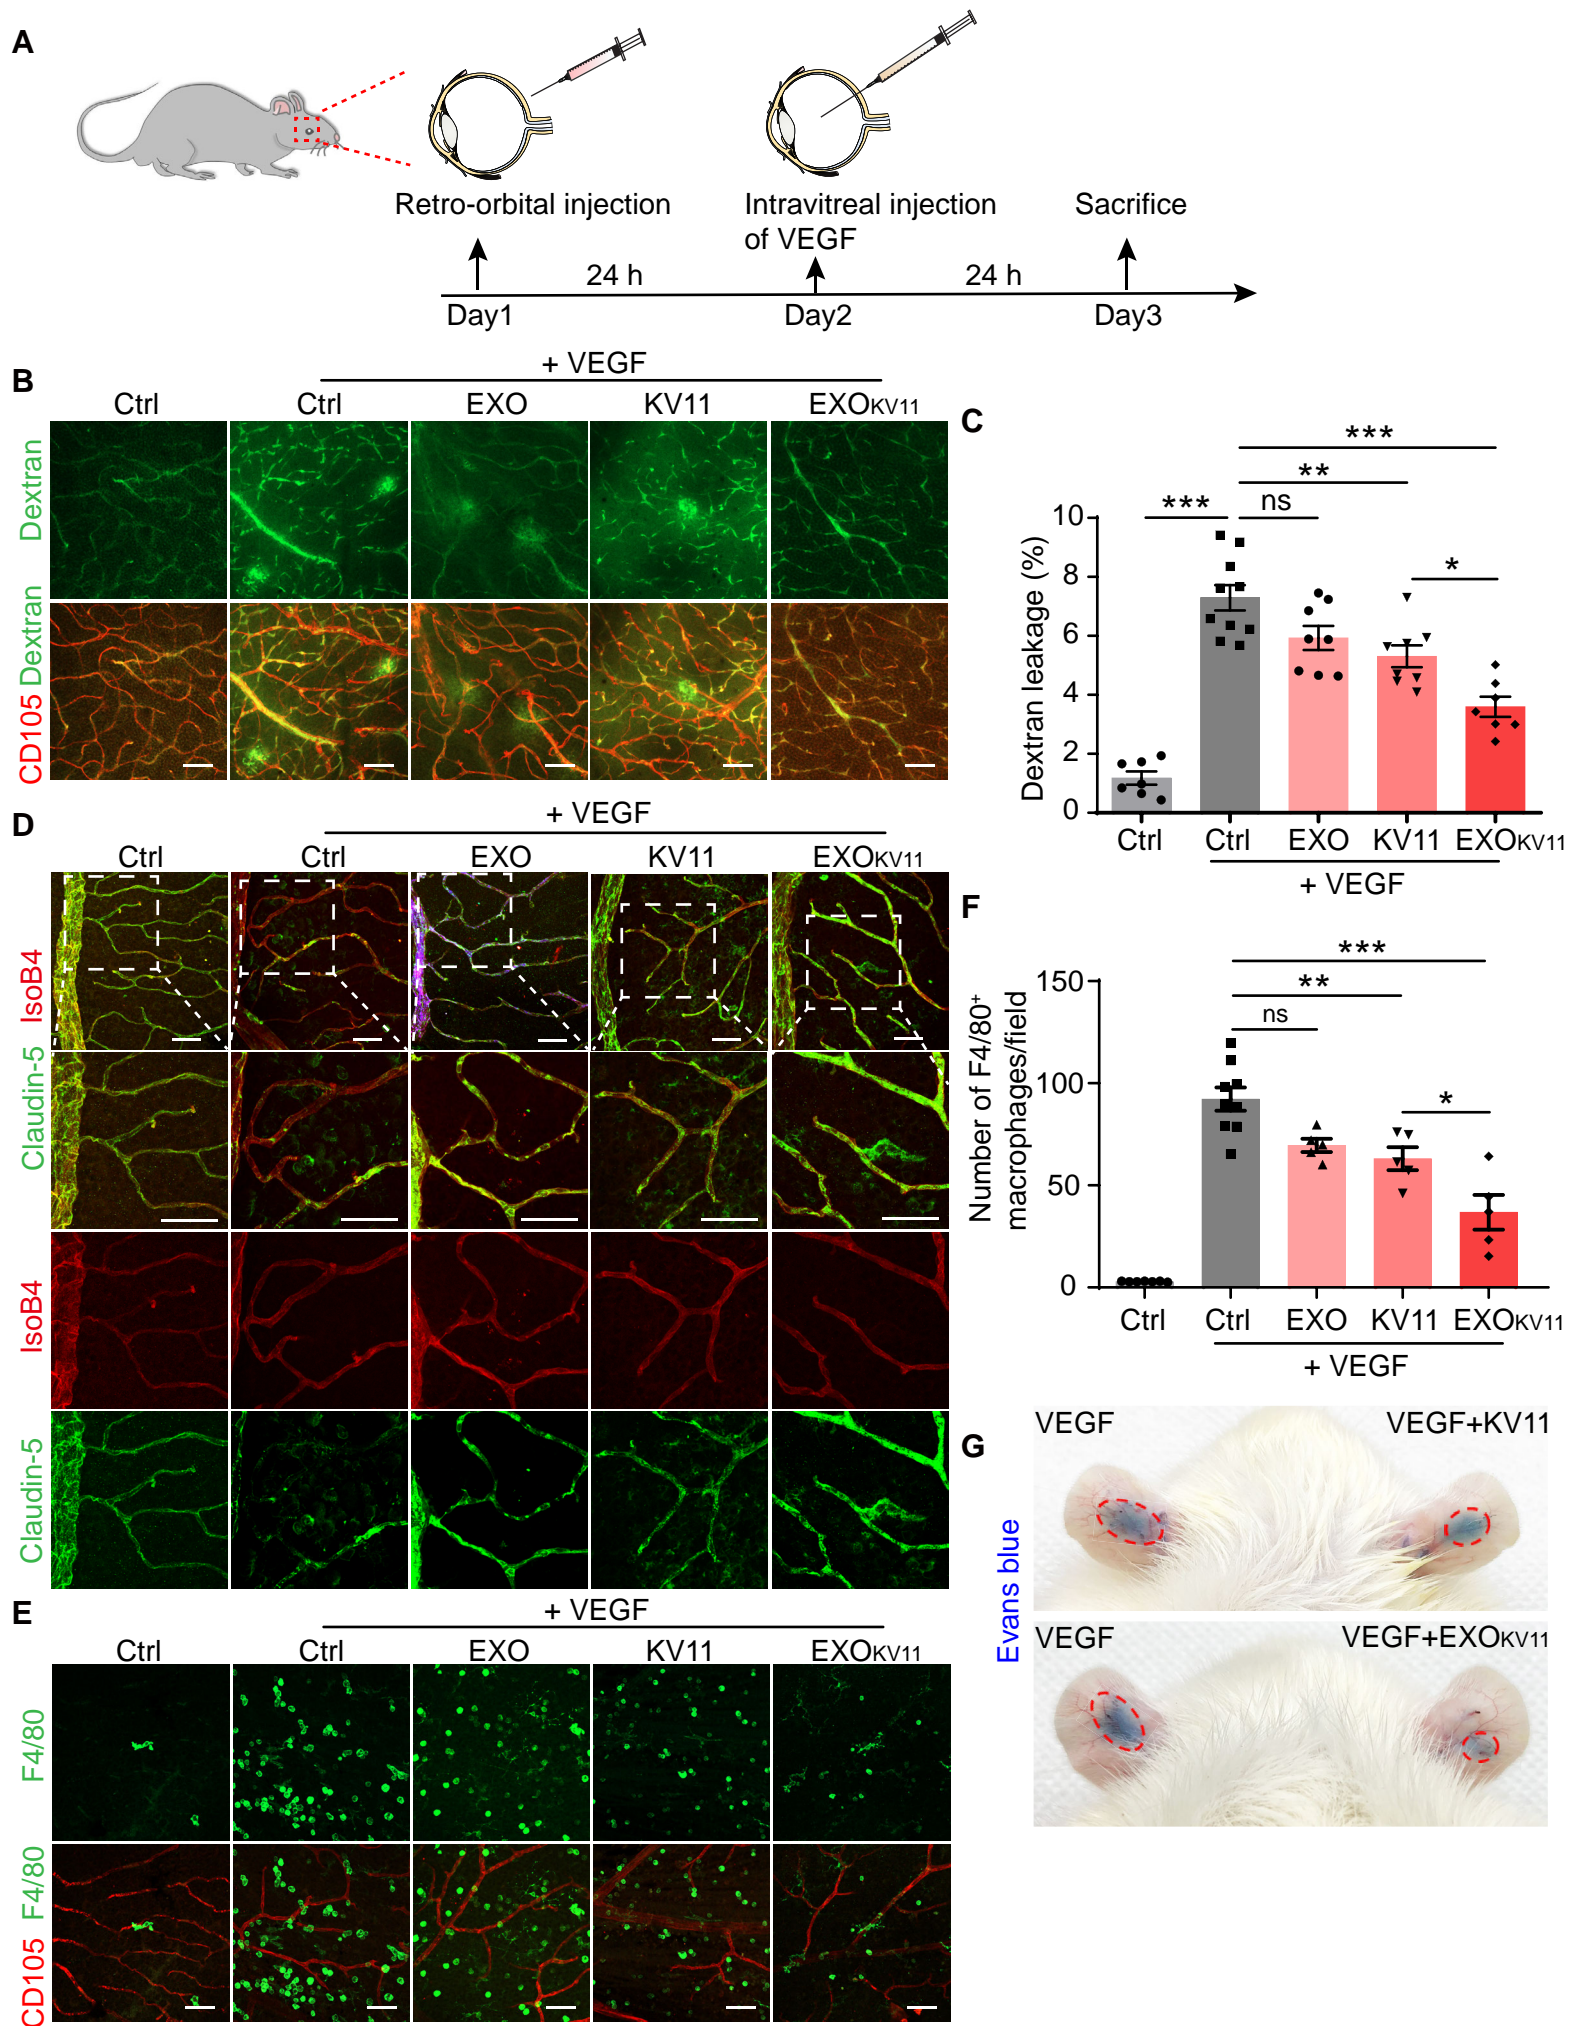 A
Retro-orbital injection
Intravitreal injection
of VEGF
Sacrifice
24 h
24 h
Day1
Day2
Day3
B
+ VEGF
Ctrl
Ctrl
EXO
KV11
EXOKV11
Dextran
CD105 Dextran
C
Dextran leakage (%)
***
**
*** ns
*
10
8
6
4
2
0
Ctrl
Ctrl
EXO
KV11
EXOKV11
+ VEGF
D
+ VEGF
Ctrl
Ctrl
EXO
KV11
EXOKV11
Claudin-5 IsoB4
IsoB4
Claudin-5
E
+ VEGF
Ctrl
Ctrl
EXO
KV11
EXOKV11
F4/80
CD105 F4/80
F
Number of F4/80+
macrophages/field
***
**
ns
*
150
100
50
0
Ctrl
Ctrl
EXO
KV11
EXOKV11
+ VEGF
G
Evans blue
VEGF
VEGF+KV11
VEGF
VEGF+EXOKV11